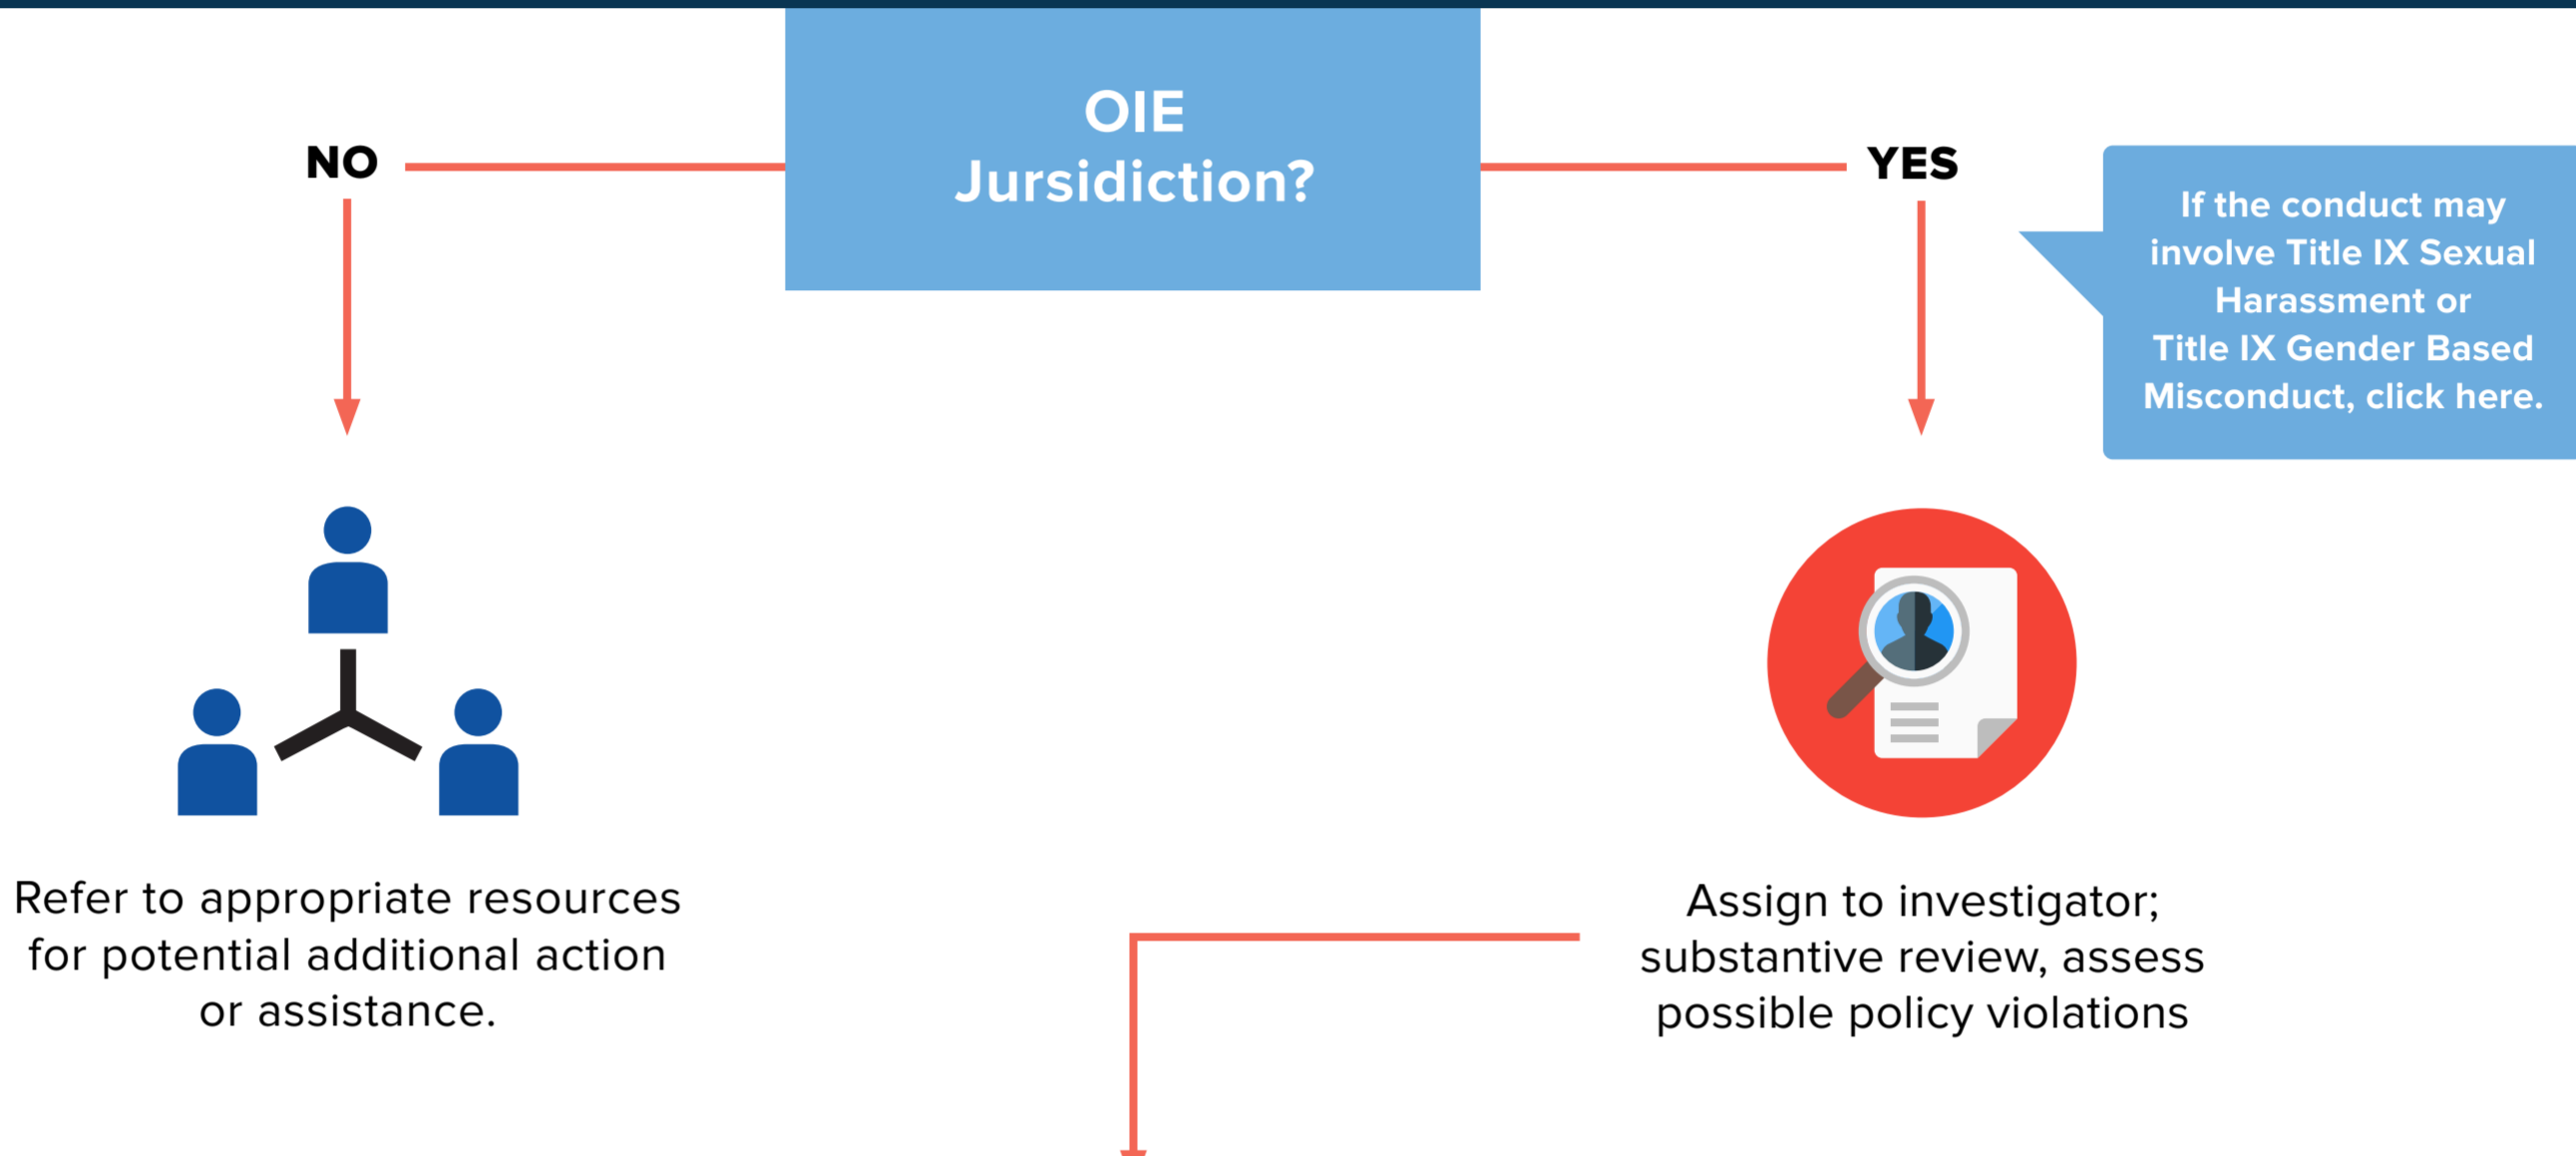 OIE
Jursidiction?
NO
YES
If the conduct may
involve Title IX Sexual
Harassment or
Title IX Gender Based
Misconduct, click here.
Refer to appropriate resources
for potential additional action
or assistance.
Assign to investigator;
substantive review, assess
possible policy violations